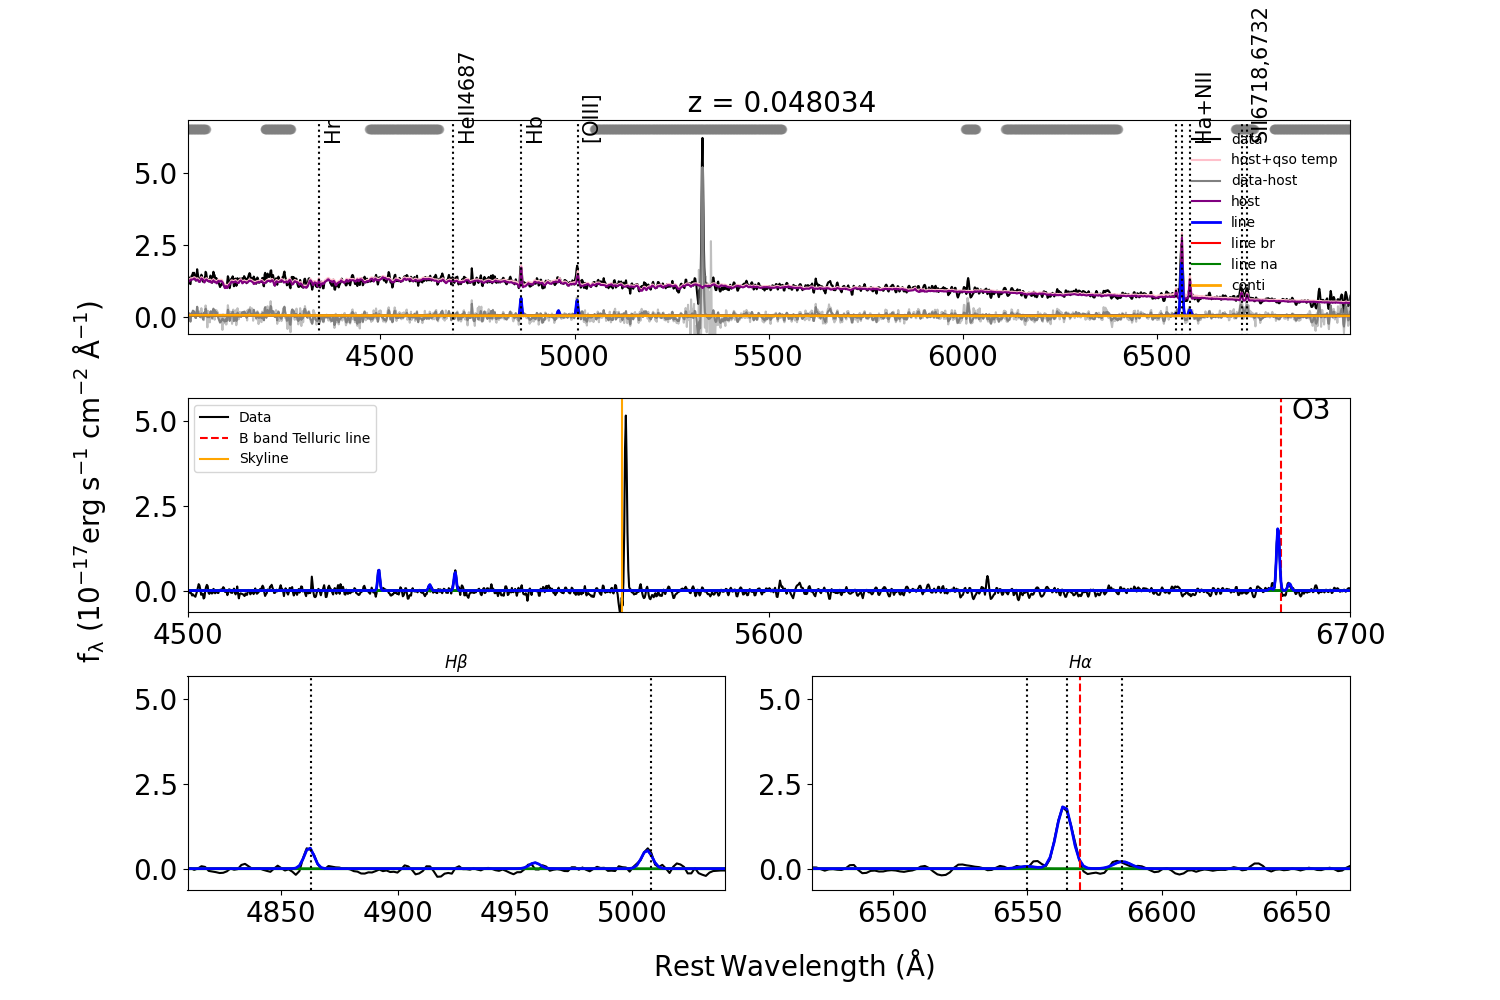 z = 0.048034
Hr
HeII4687
Hb
[OIII]
Ha+NII
SII6718,6732
data
host+qso temp
data-host
host
line
line br
line na
conti
5.0
2.5
0.0
4500
5000
5500
6000
6500
fλ (10−17erg s−1 cm−2 Å−1)
O3
Data
B band Telluric line
Skyline
5.0
2.5
0.0
4500
5600
6700
Hβ
5.0
2.5
0.0
4850
4900
4950
5000
Hα
5.0
2.5
0.0
6500
6550
6600
6650
Rest Wavelength (Å)